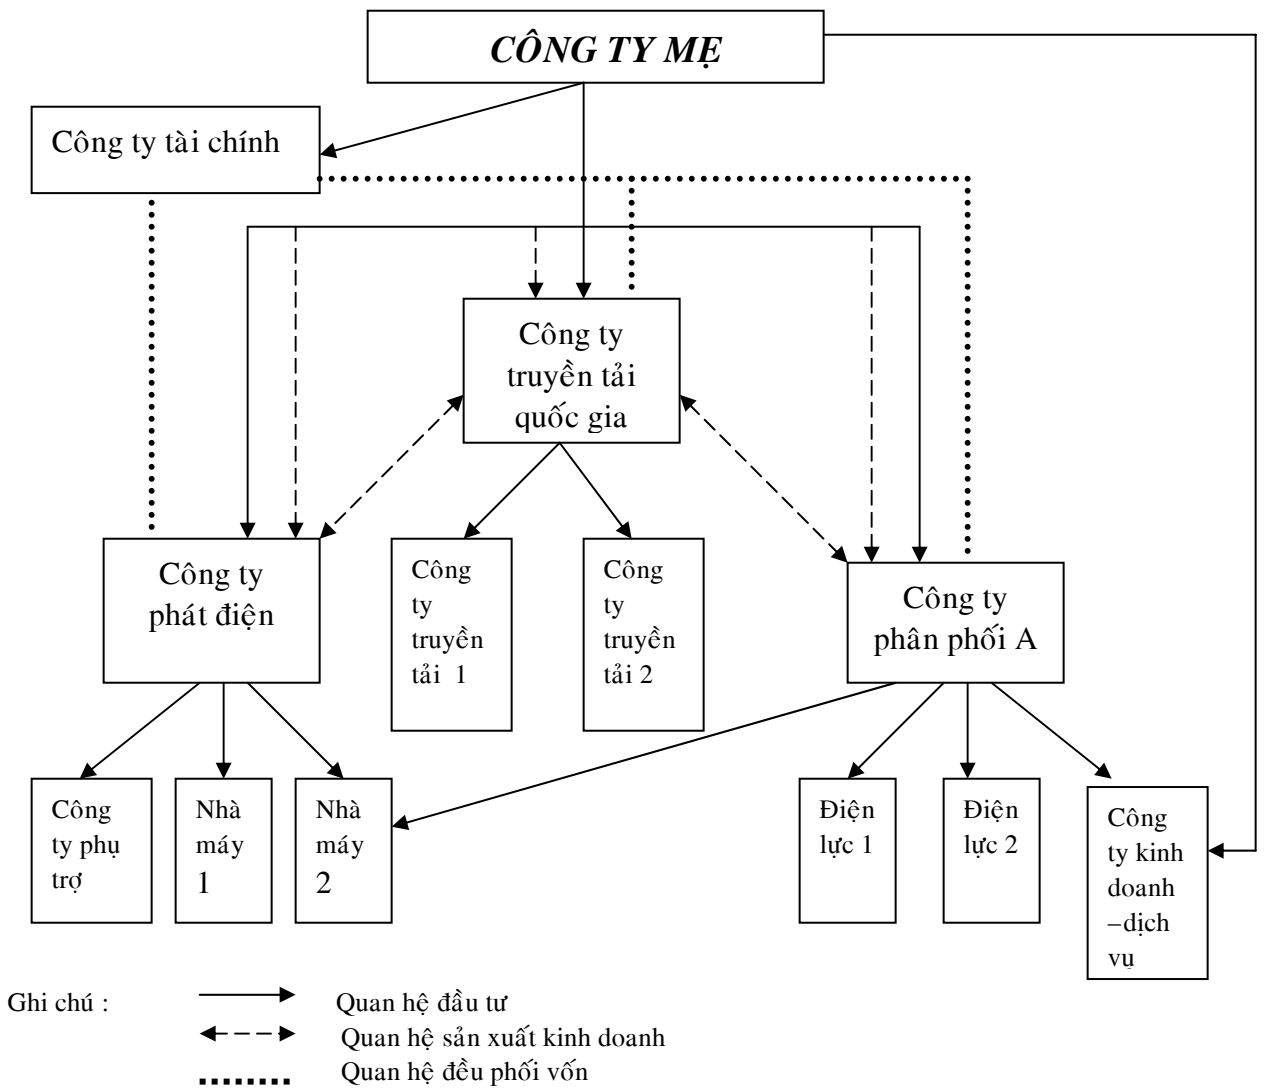 CÔNG TY MẸ
Công ty tài chính
Công ty
truyền tải
quốc gia
Công ty
phát điện
Công
ty
truyền
tải 1
Công
ty
truyền
tải 2
Công ty
phân phối A
Công
ty phụ
trợ
Nhà
máy
1
Nhà
máy
2
Điện
lực 1
Điện
lực 2
Công
ty kinh
doanh
–dịch
vụ
Ghi chú :
Quan hệ đầu tư
Quan hệ sản xuất kinh doanh
Quan hệ đều phối vốn